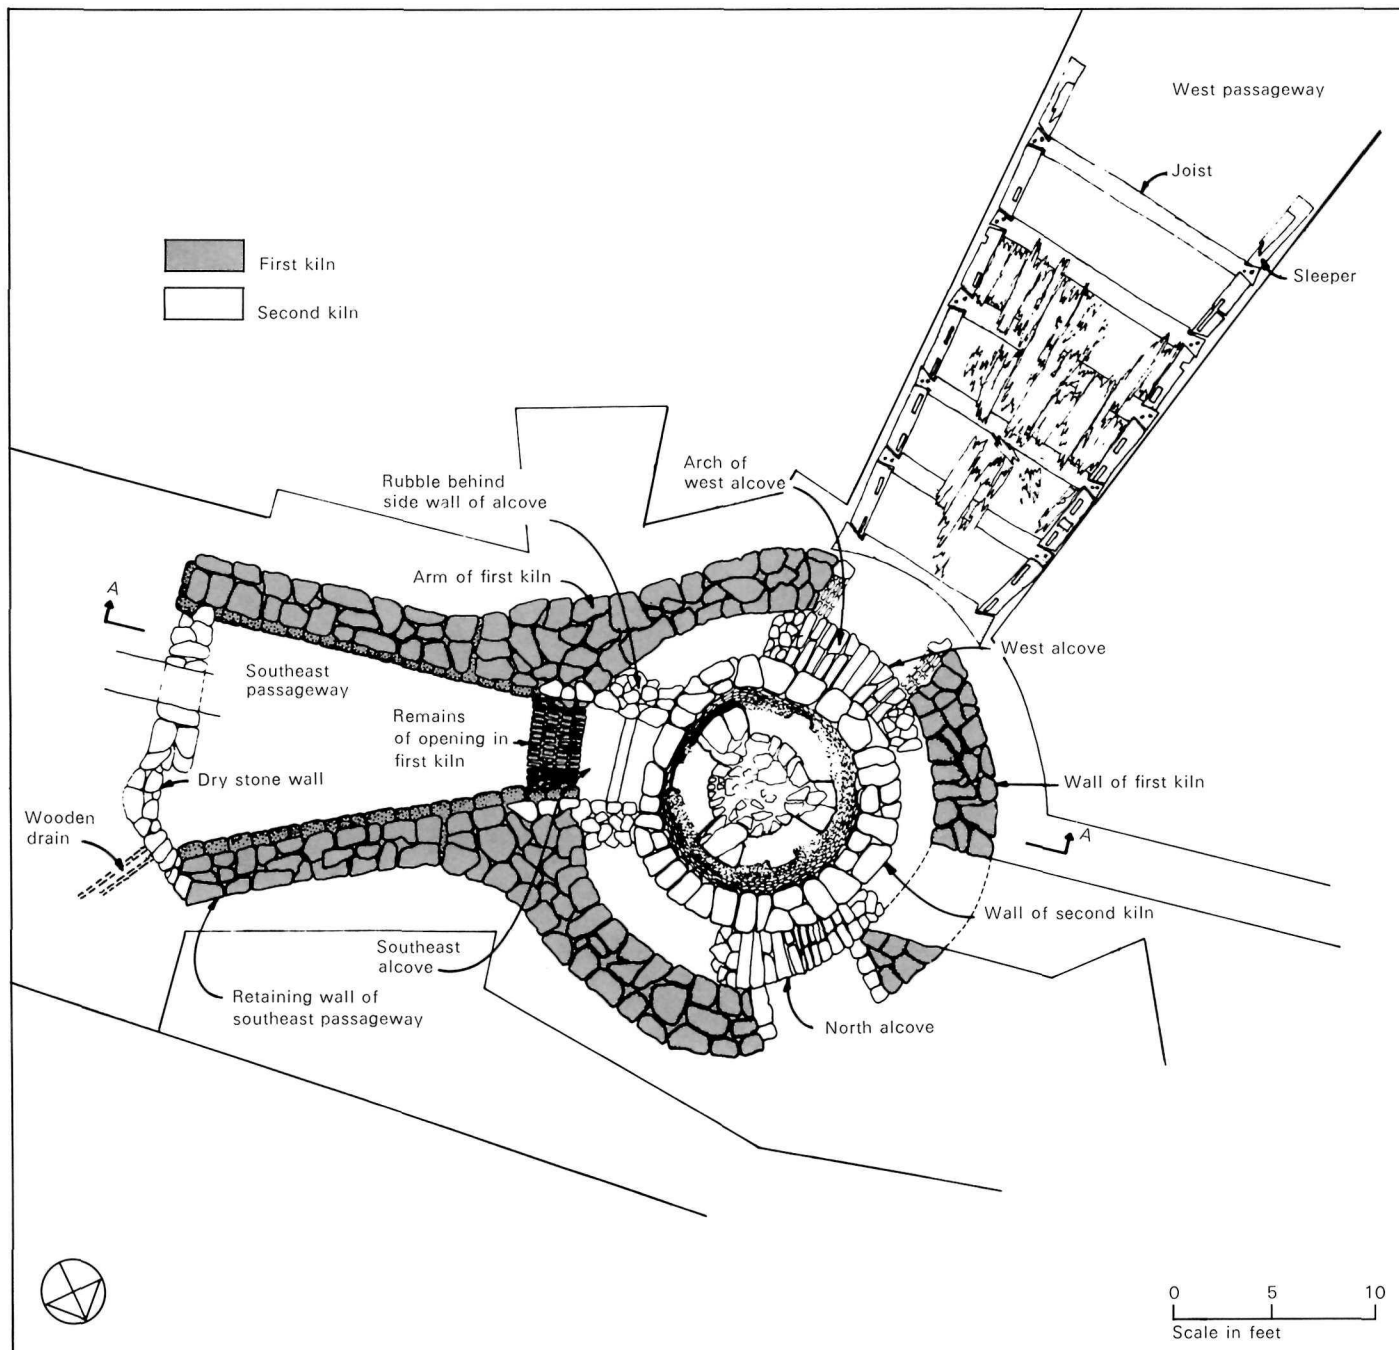 West passageway
Joist
Sleeper
First kiln
Second kiln
Rubble behind
side wall of alcove
Arch of
west alcove
Arm of first kiln
A
Southeast
passageway
West alcove
Remains
of opening in
first kiln
Dry stone wall
Wall of first kiln
Wooden
drain
A
Wall of second kiln
Southeast
alcove
Retaining wall of
southeast passageway
North alcove
0 5 10
Scale in feet